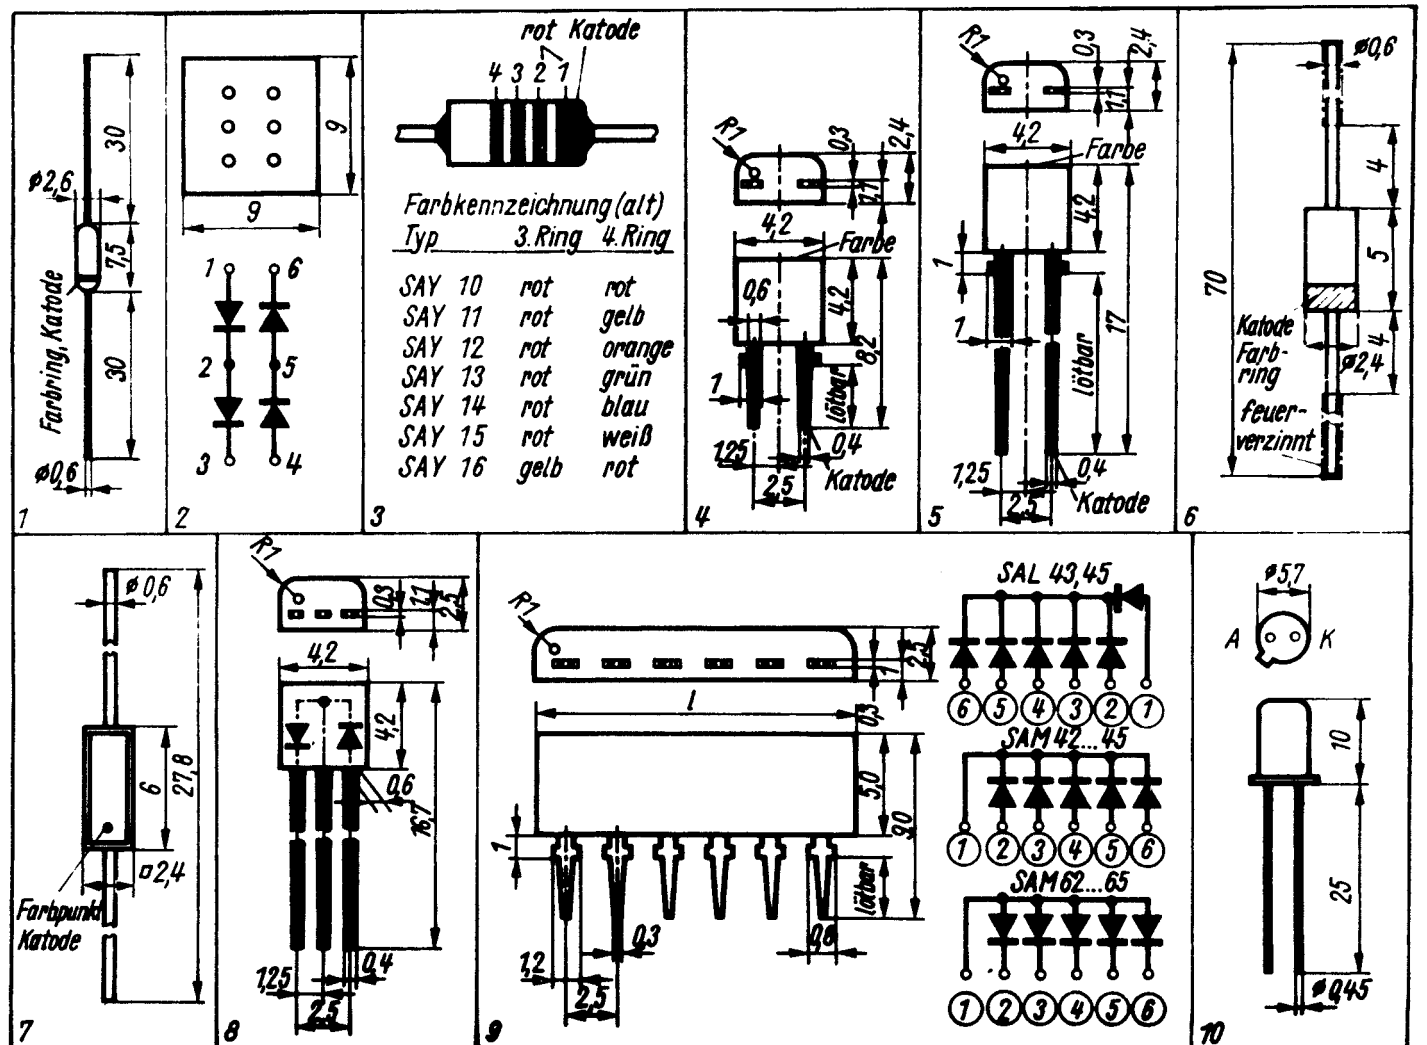 30
ø2,6
7,5
Farbring, Katode
30
ø0,6
1
9
9
1 6
2 5
3 4
2
rot Katode
4 3 2 1
Farbkennzeichnung (alt)
Typ 3. Ring 4. Ring
SAY 10 rot rot
SAY 11 rot gelb
SAY 12 rot orange
SAY 13 rot grün
SAY 14 rot blau
SAY 15 rot weiß
SAY 16 gelb rot
3
R1
0,3
2,4
1,1
4,2
Farbe
0,6
4,2
8,2
1
lötbar
1,25
0,4
2,5
Katode
4
R1
0,3
2,4
1,1
4,2
Farbe
4,2
1
17
1
lötbar
1,25
0,4
2,5
Katode
5
ø0,6
4
70
5
Katode
Farb-
ring
4
ø2,4
feuer-
verzinnt
6
ø0,6
6
27,8
□2,4
Farbpunkt
Katode
7
R1
0,3
1,1
2,5
4,2
4,2
0,6
16,7
1,25
0,4
2,5
8
R1
2,5
1
l
0,3
5,0
9,0
1
lötbar
0,3
0,6
1,2
2,5
SAL 43,45
6 5 4 3 2 1
SAM 42...45
1 2 3 4 5 6
SAM 62...65
1 2 3 4 5 6
9
ø5,7
A K
10
25
ø0,45
10